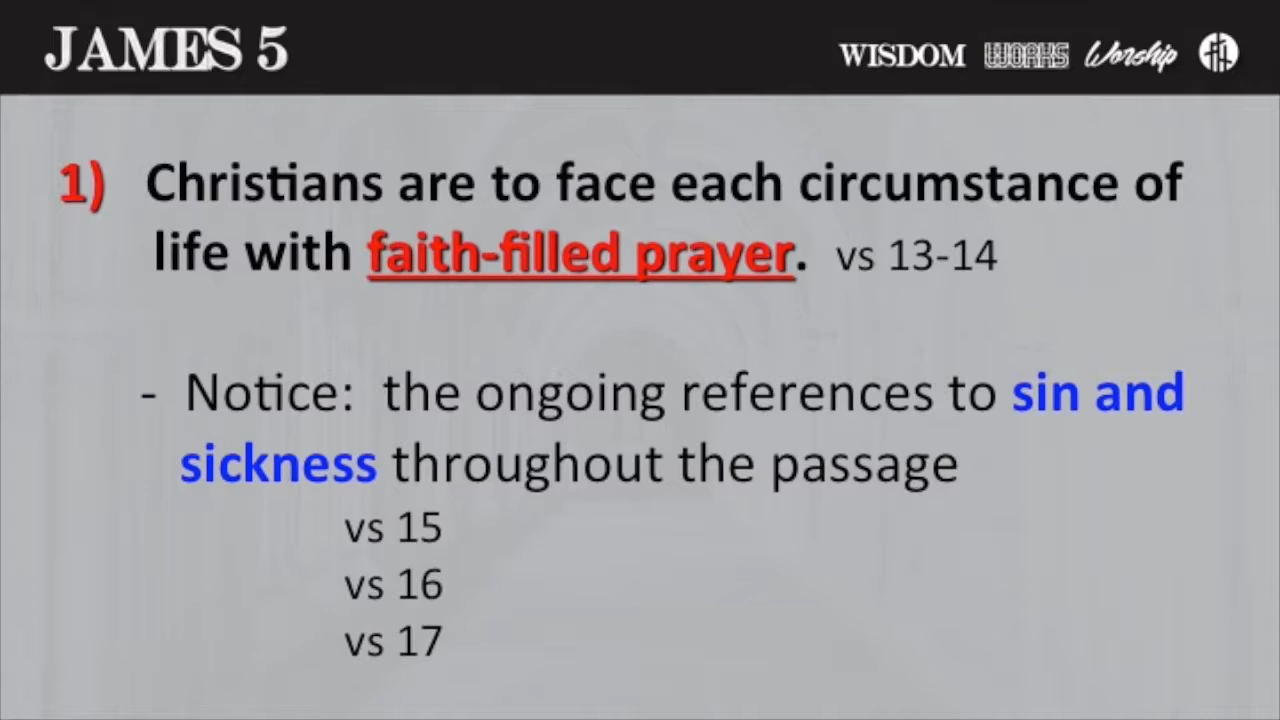 JAMES 5
WISDOM WORKS Worship
1) Christians are to face each circumstance of
life with faith-filled prayer. vs 13-14
- Notice: the ongoing references to sin and
sickness throughout the passage
vs 15
vs 16
vs 17